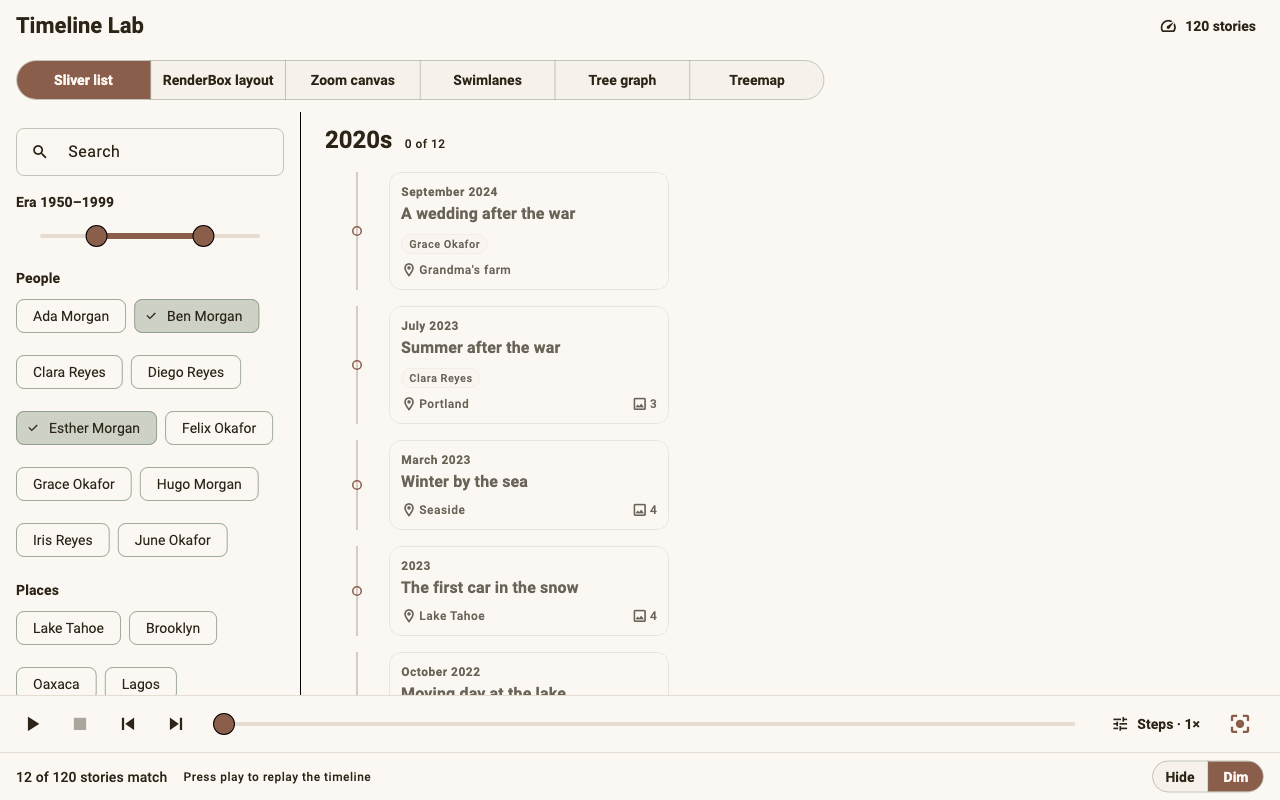 Timeline Lab
120 stories
Sliver list
RenderBox layout
Zoom canvas
Swimlanes
Tree graph
Treemap
Search
Era 1950–1999
People
Ada Morgan
Ben Morgan
Clara Reyes
Diego Reyes
Esther Morgan
Felix Okafor
Grace Okafor
Hugo Morgan
Iris Reyes
June Okafor
Places
Lake Tahoe
Brooklyn
Oaxaca
Lagos
2020s 0 of 12
September 2024
A wedding after the war
Grace Okafor
Grandma's farm
July 2023
Summer after the war
Clara Reyes
Portland 3
March 2023
Winter by the sea
Seaside 4
2023
The first car in the snow
Lake Tahoe 4
October 2022
Moving day at the lake
Steps · 1×
12 of 120 stories match
Press play to replay the timeline
Hide
Dim